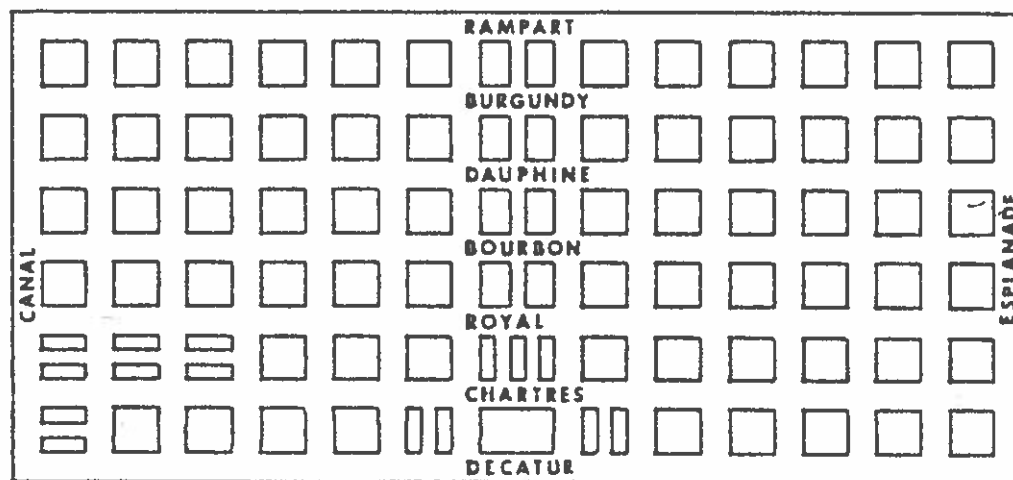 RAMPART
BURGUNDY
DAUPHINE
BOURBON
CANAL
ESPLANADE
ROYAL
CHARTRES
DECATUR